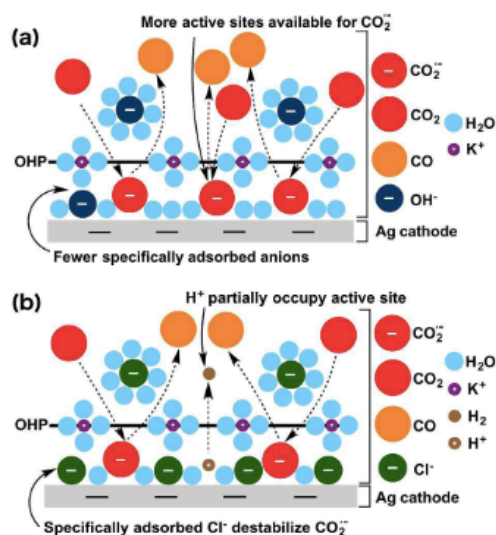 (a)
More active sites available for CO₂·⁻
CO₂·⁻
CO₂
H₂O
K⁺
CO
OH⁻
OHP
Ag cathode
Fewer specifically adsorbed anions
(b)
H⁺ partially occupy active site
CO₂·⁻
CO₂
H₂O
K⁺
CO
H₂
H⁺
Cl⁻
OHP
Ag cathode
Specifically adsorbed Cl⁻ destabilize CO₂·⁻